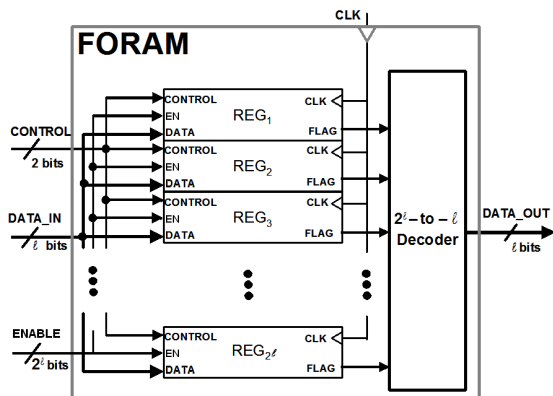 CLK
FORAM
CONTROL
EN
DATA
REG₁
CLK
FLAG
CONTROL
2 bits
CONTROL
EN
DATA
REG₂
CLK
FLAG
CONTROL
EN
DATA
REG₃
CLK
FLAG
DATA_IN
ℓ bits
2ℓ–to–ℓ
Decoder
DATA_OUT
ℓ bits
ENABLE
2ℓ bits
CONTROL
EN
DATA
REG2ℓ
CLK
FLAG